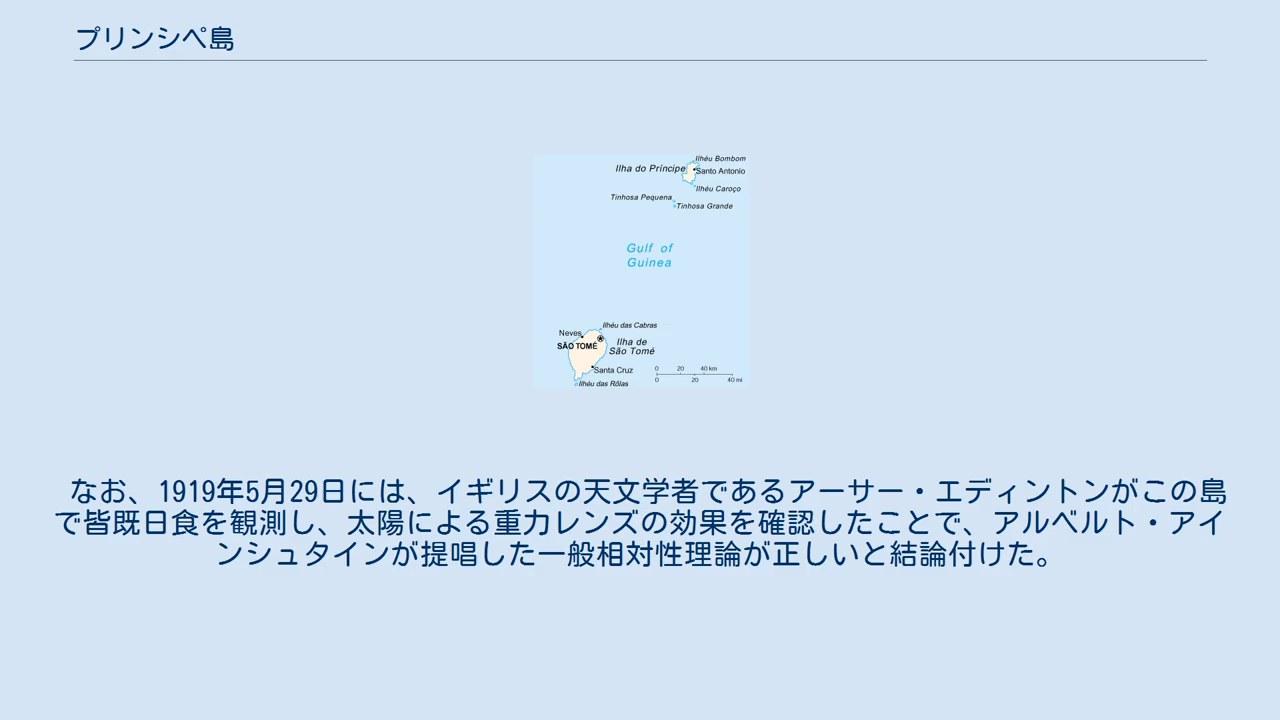 プリンシペ島
Ilhéu Bombom
Ilha do Príncipe
Santo Antonio
Ilhéu Caroço
Tinhosa Pequena
Tinhosa Grande
Gulf of
Guinea
Ilhéu das Cabras
Neves
SÃO TOMÉ
Ilha de
São Tomé
Santa Cruz
Ilhéu das Rôlas
0 20 40 km
0 20 40 mi
なお、1919年5月29日には、イギリスの天文学者であるアーサー・エディントンがこの島
で皆既日食を観測し、太陽による重力レンズの効果を確認したことで、アルベルト・アイ
ンシュタインが提唱した一般相対性理論が正しいと結論付けた。